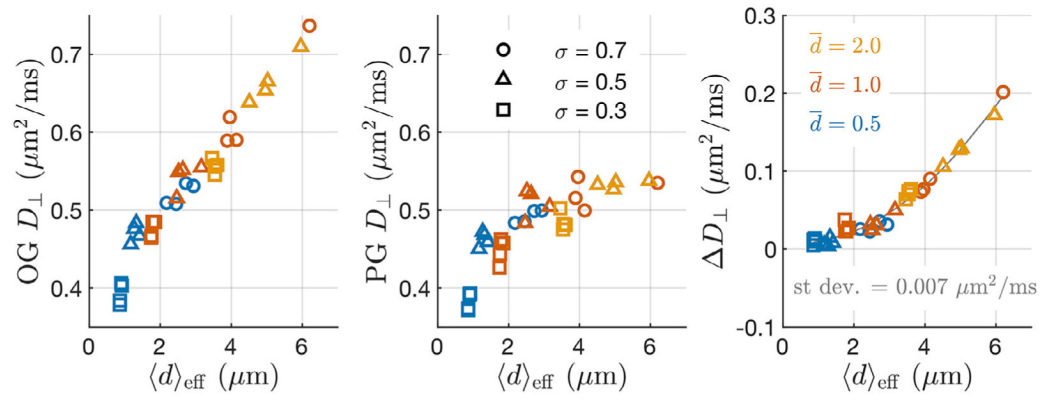 OG D⊥ (μm²/ms)
0.7
0.6
0.5
0.4
0 2 4 6
⟨d⟩eff (μm)
PG D⊥ (μm²/ms)
0.7
0.6
0.5
0.4
σ = 0.7
σ = 0.5
σ = 0.3
0 2 4 6
⟨d⟩eff (μm)
ΔD⊥ (μm²/ms)
0.3
0.2
0.1
0
-0.1
d̅ = 2.0
d̅ = 1.0
d̅ = 0.5
st dev. = 0.007 μm²/ms
0 2 4 6
⟨d⟩eff (μm)